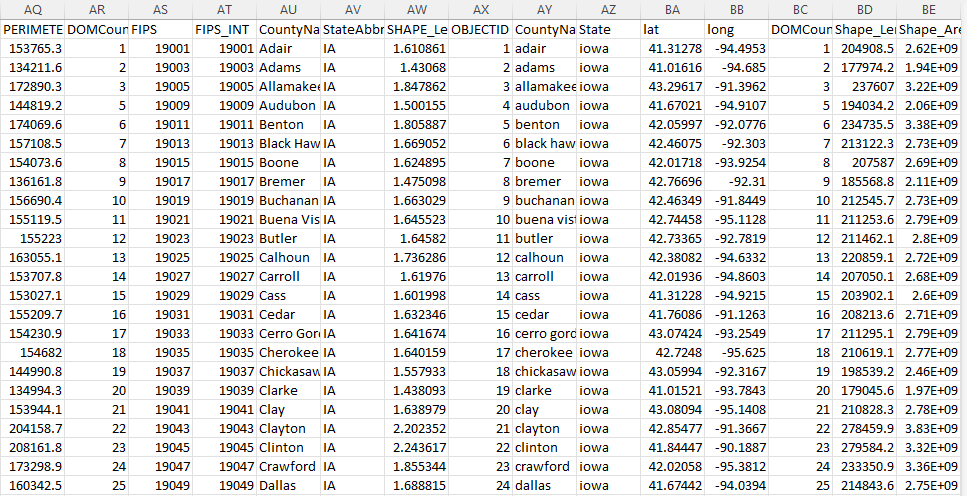 AQ AR AS AT AU AV AW AX AY AZ BA BB BC BD BE
PERIMETE DOMCoun FIPS FIPS_INT CountyNa StateAbbr SHAPE_Le OBJECTID CountyNa State lat long DOMCoun Shape_Len Shape_Are
153765.3 1 19001 19001 Adair IA 1.610861 1 adair iowa 41.31278 -94.4953 1 204908.5 2.62E+09
134211.6 2 19003 19003 Adams IA 1.43068 2 adams iowa 41.01616 -94.685 2 177974.2 1.94E+09
172890.3 3 19005 19005 Allamakee IA 1.847862 3 allamakee iowa 43.29617 -91.3962 3 237607 3.22E+09
144819.2 5 19009 19009 Audubon IA 1.500155 4 audubon iowa 41.67021 -94.9107 5 194034.2 2.06E+09
174069.6 6 19011 19011 Benton IA 1.805887 5 benton iowa 42.05997 -92.0776 6 234735.5 3.38E+09
157108.5 7 19013 19013 Black Haw IA 1.669052 6 black haw iowa 42.46075 -92.303 7 213122.3 2.73E+09
154073.6 8 19015 19015 Boone IA 1.624895 7 boone iowa 42.01718 -93.9254 8 207587 2.69E+09
136161.8 9 19017 19017 Bremer IA 1.475098 8 bremer iowa 42.76696 -92.31 9 185568.8 2.11E+09
156690.4 10 19019 19019 Buchanan IA 1.663029 9 buchanan iowa 42.46349 -91.8449 10 212545.7 2.73E+09
155119.5 11 19021 19021 Buena Vis IA 1.645523 10 buena vist iowa 42.74458 -95.1128 11 211253.6 2.79E+09
155223 12 19023 19023 Butler IA 1.64582 11 butler iowa 42.73365 -92.7819 12 211462.1 2.8E+09
163055.1 13 19025 19025 Calhoun IA 1.736286 12 calhoun iowa 42.38082 -94.6332 13 220859.1 2.72E+09
153707.8 14 19027 19027 Carroll IA 1.61976 13 carroll iowa 42.01936 -94.8603 14 207050.1 2.68E+09
153027.1 15 19029 19029 Cass IA 1.601998 14 cass iowa 41.31228 -94.9215 15 203902.1 2.6E+09
155209.7 16 19031 19031 Cedar IA 1.632346 15 cedar iowa 41.76086 -91.1263 16 208213.6 2.71E+09
154230.9 17 19033 19033 Cerro Gord IA 1.641674 16 cerro gord iowa 43.07424 -93.2549 17 211295.1 2.79E+09
154682 18 19035 19035 Cherokee IA 1.640159 17 cherokee iowa 42.7248 -95.625 18 210619.1 2.77E+09
144990.8 19 19037 19037 Chickasaw IA 1.557933 18 chickasaw iowa 43.05994 -92.3167 19 198539.2 2.46E+09
134994.3 20 19039 19039 Clarke IA 1.438093 19 clarke iowa 41.01521 -93.7843 20 179045.6 1.97E+09
153944.1 21 19041 19041 Clay IA 1.638979 20 clay iowa 43.08094 -95.1408 21 210828.3 2.78E+09
204158.7 22 19043 19043 Clayton IA 2.202352 21 clayton iowa 42.85477 -91.3667 22 278459.9 3.83E+09
208161.8 23 19045 19045 Clinton IA 2.243617 22 clinton iowa 41.84447 -90.1887 23 279584.2 3.32E+09
173298.9 24 19047 19047 Crawford IA 1.855344 23 crawford iowa 42.02058 -95.3812 24 233350.9 3.36E+09
160342.5 25 19049 19049 Dallas IA 1.688815 24 dallas iowa 41.67442 -94.0394 25 214843.6 2.75E+09